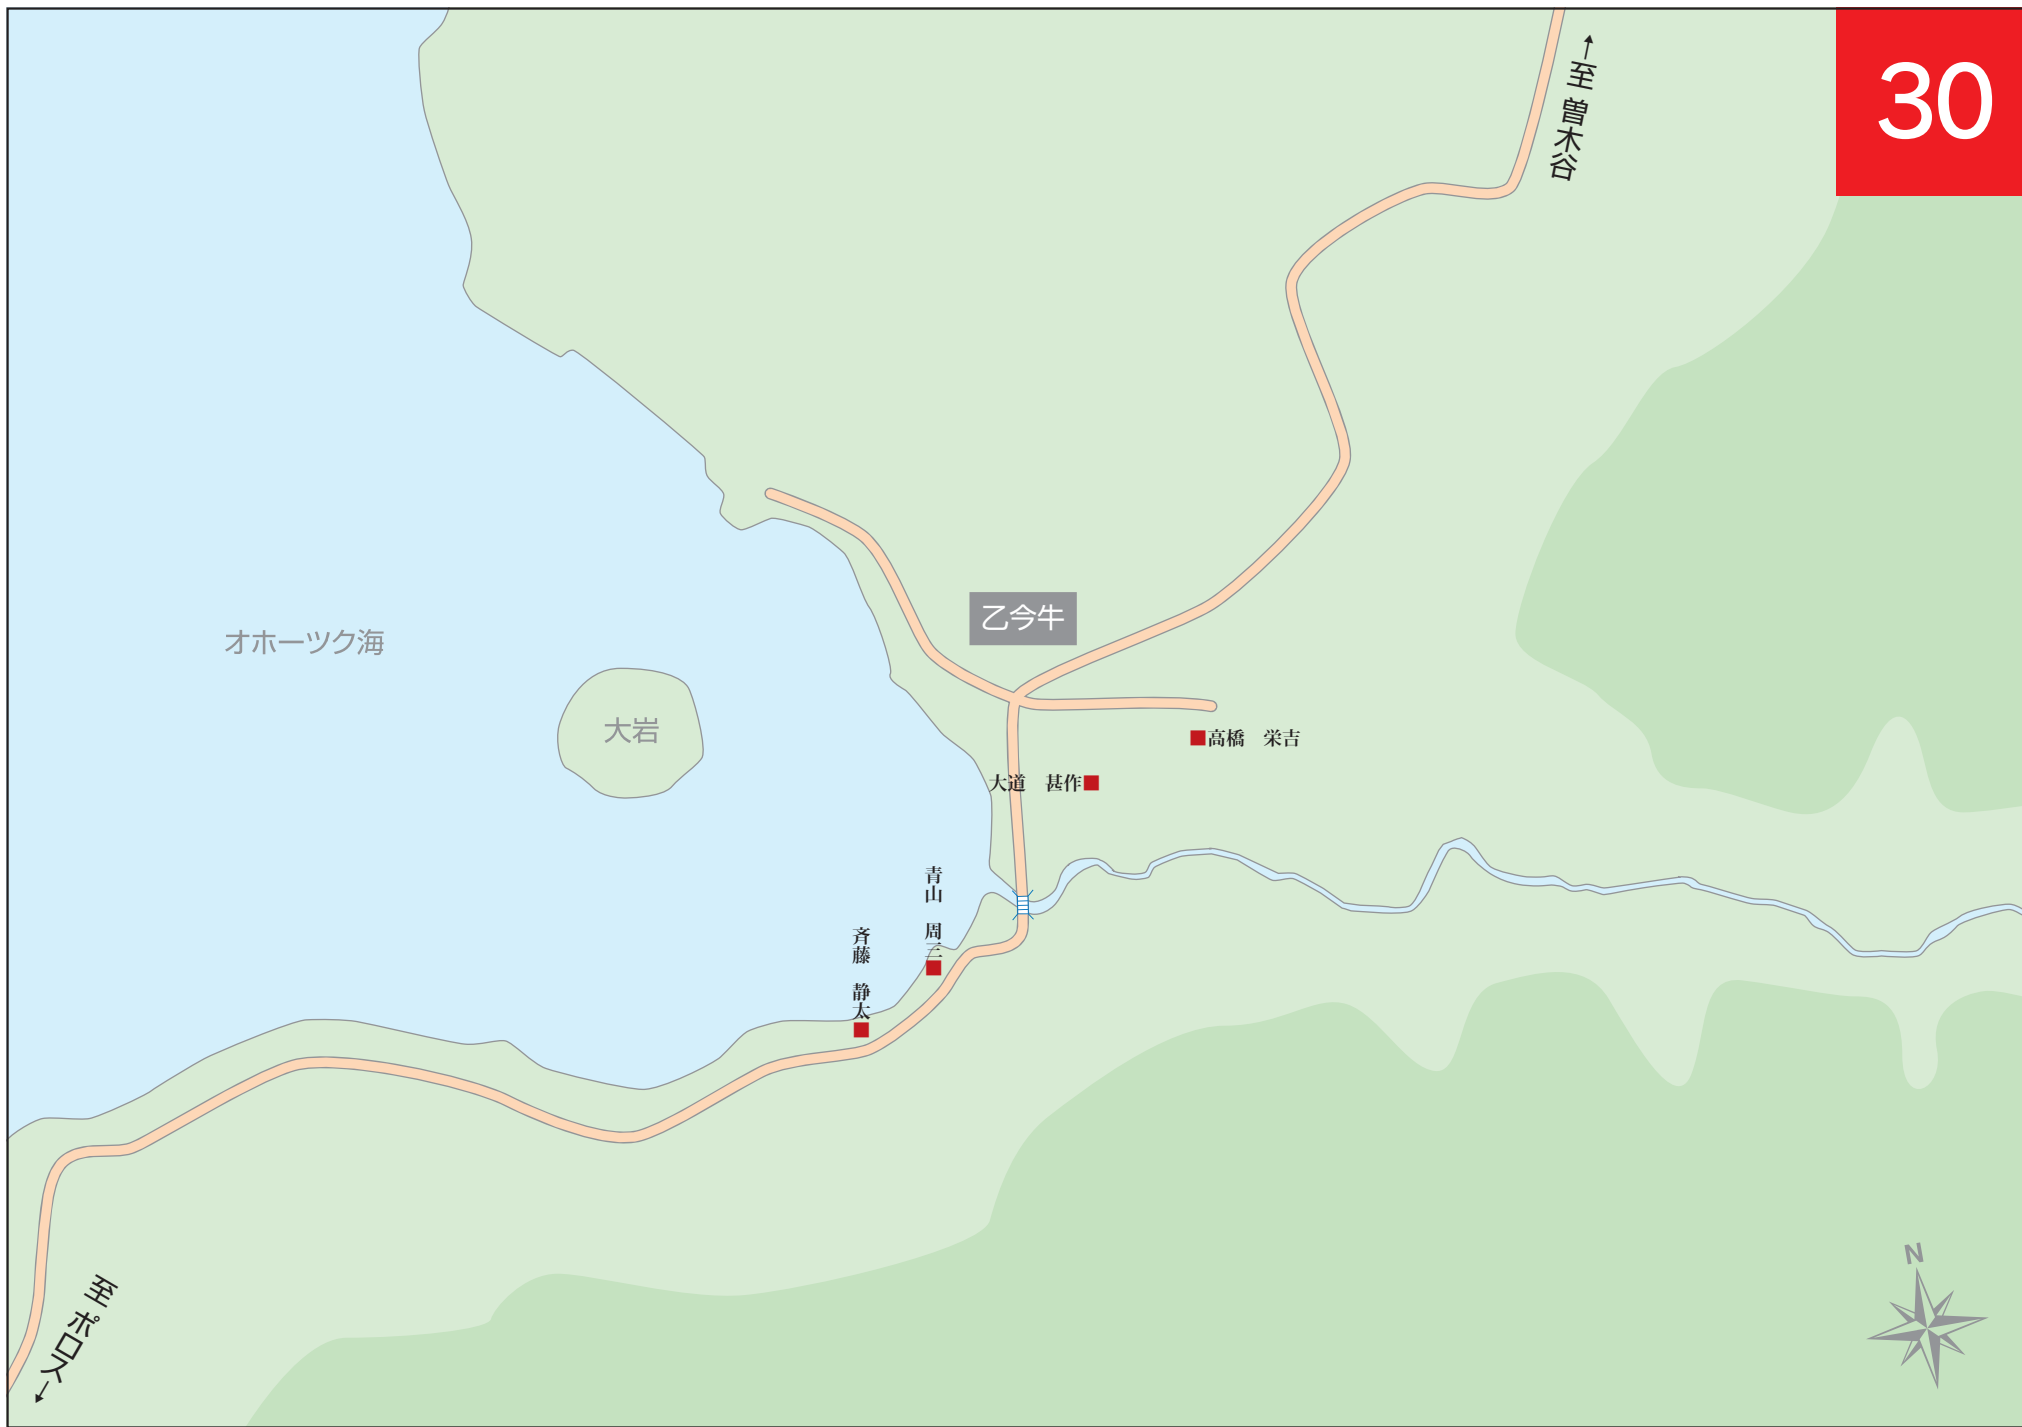 30
←至 曽木谷
乙今牛
オホーツク海
大岩
高橋　栄吉
大道　甚作
青山　周三
斉藤　静太
至 ポロス→
N